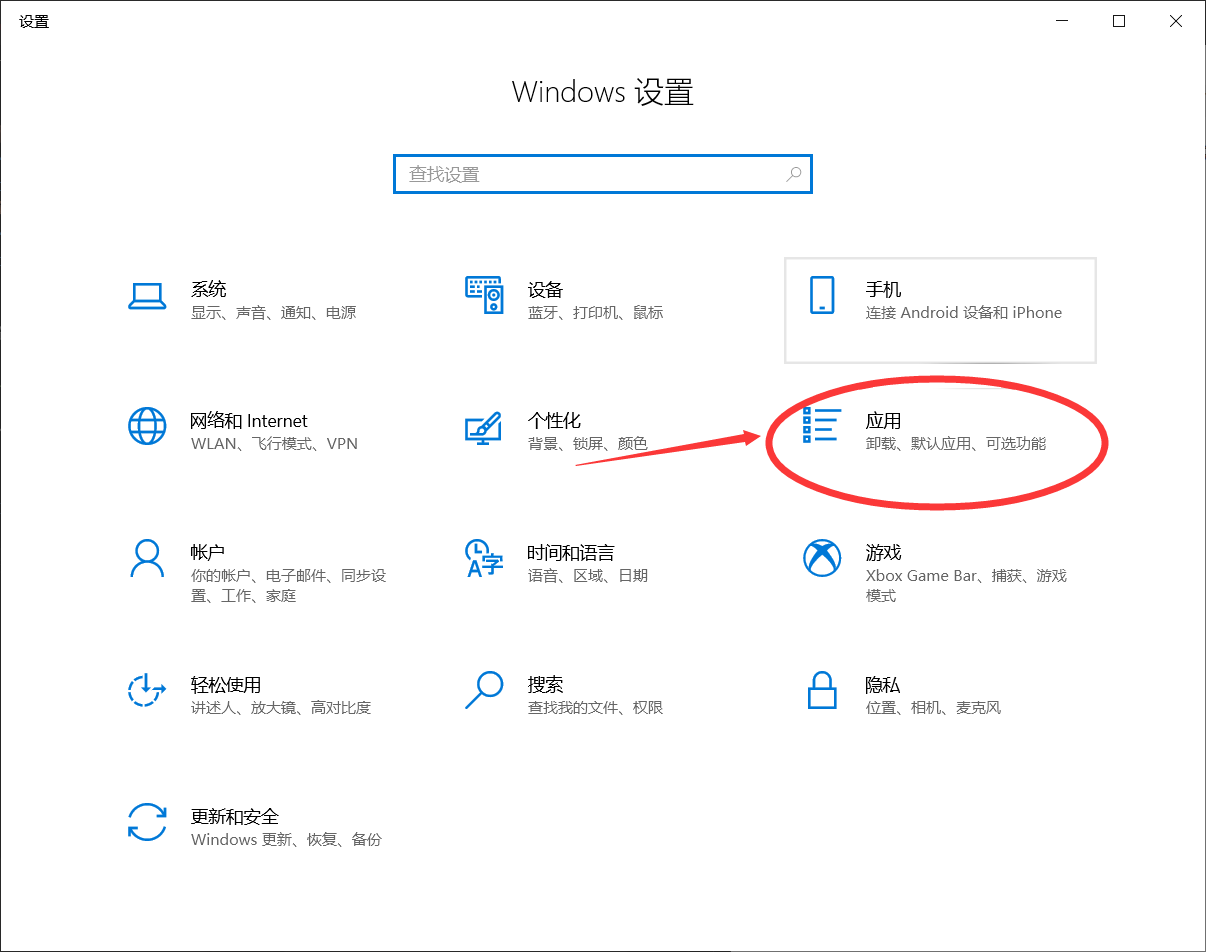 设置
Windows 设置
查找设置
系统
显示、声音、通知、电源
设备
蓝牙、打印机、鼠标
手机
连接 Android 设备和 iPhone
网络和 Internet
WLAN、飞行模式、VPN
个性化
背景、锁屏、颜色
应用
卸载、默认应用、可选功能
帐户
你的帐户、电子邮件、同步设
置、工作、家庭
时间和语言
语音、区域、日期
游戏
Xbox Game Bar、捕获、游戏
模式
轻松使用
讲述人、放大镜、高对比度
搜索
查找我的文件、权限
隐私
位置、相机、麦克风
更新和安全
Windows 更新、恢复、备份